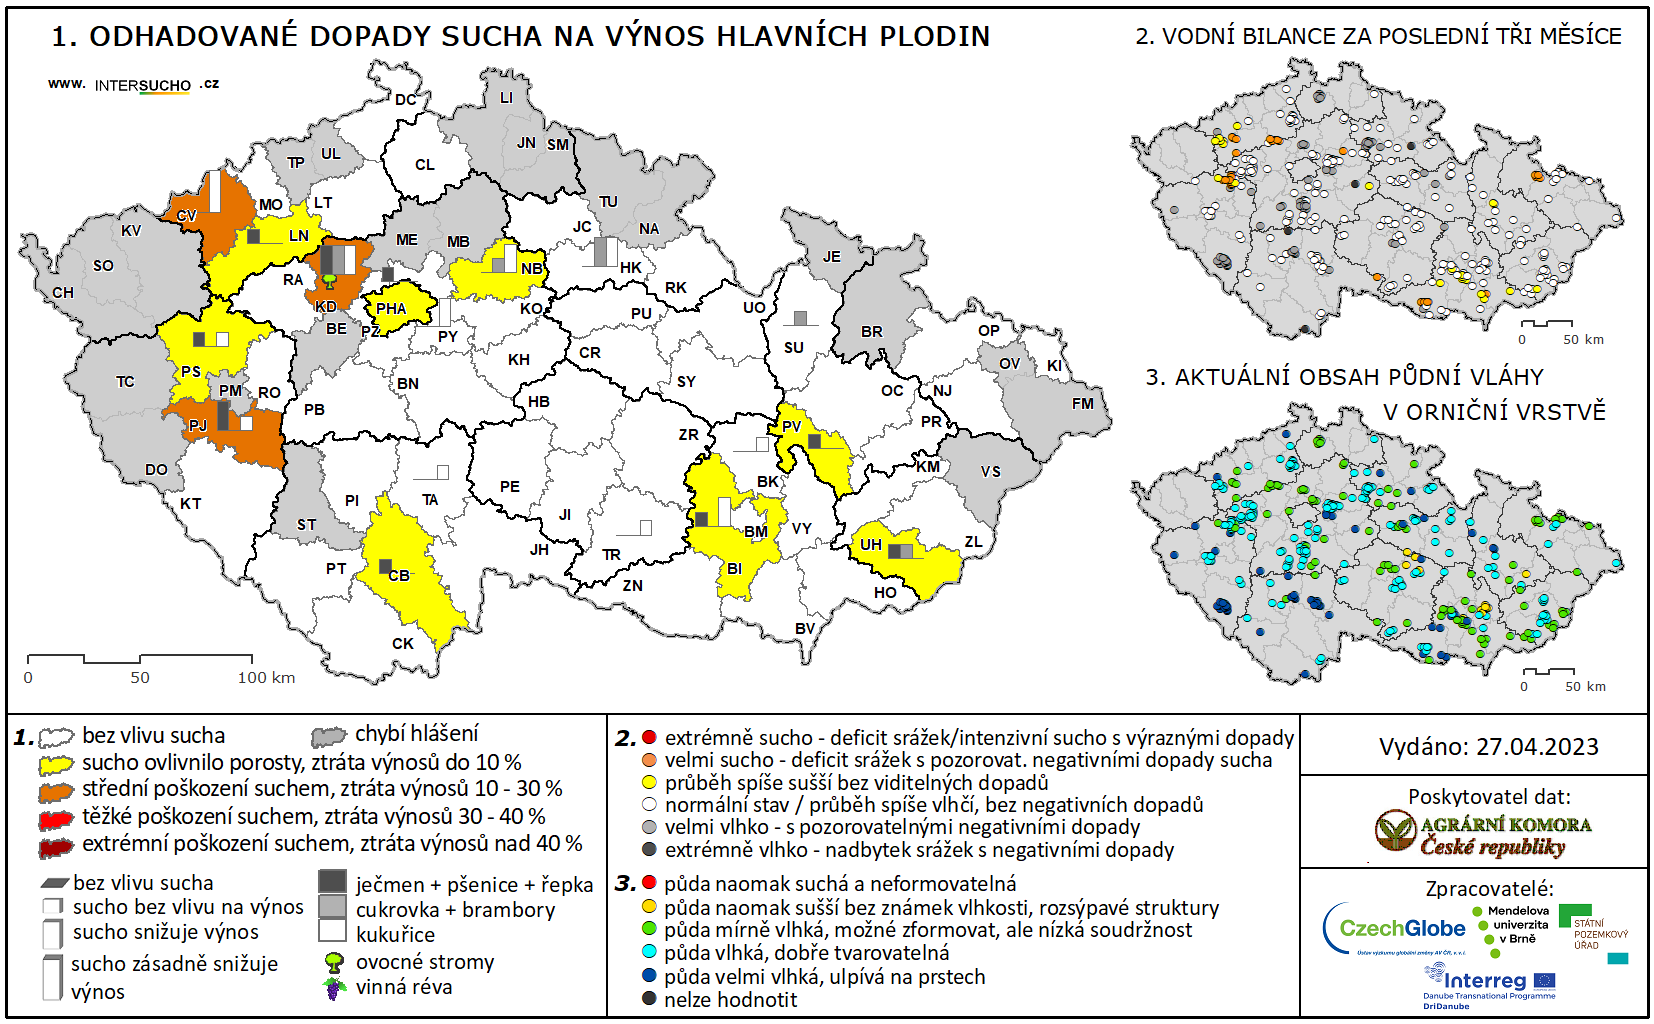 1. ODHADOVANÉ DOPADY SUCHA NA VÝNOS HLAVNÍCH PLODIN
www. INTERSUCHO .cz
DC
LI
CL
JN
SM
TP
UL
CV
MO
LT
LN
KV
SO
CH
ME
MB
TU
NA
JC
HK
NB
RA
KD
PHA
BE
PZ
PY
KO
RK
PU
UO
JE
BR
SU
OP
OV
KI
FM
TC
PS
PM
RO
PJ
DO
KT
PB
BN
KH
CR
HB
SY
ZR
OC
NJ
PR
PV
KM
VS
ST
PI
TA
PE
JI
TR
BK
BM
BI
VY
UH
ZL
HO
BV
ZN
JH
PT
CB
CK
0 50 100 km
2. VODNÍ BILANCE ZA POSLEDNÍ TŘI MĚSÍCE
0 50 km
3. AKTUÁLNÍ OBSAH PŮDNÍ VLÁHY
V ORNIČNÍ VRSTVĚ
0 50 km
1.
bez vlivu sucha
chybí hlášení
sucho ovlivnilo porosty, ztráta výnosů do 10 %
střední poškození suchem, ztráta výnosů 10 - 30 %
těžké poškození suchem, ztráta výnosů 30 - 40 %
extrémní poškození suchem, ztráta výnosů nad 40 %
bez vlivu sucha
sucho bez vlivu na výnos
sucho snižuje výnos
sucho zásadně snižuje
výnos
ječmen + pšenice + řepka
cukrovka + brambory
kukuřice
ovocné stromy
vinná réva
2.
extrémně sucho - deficit srážek/intenzivní sucho s výraznými dopady
velmi sucho - deficit srážek s pozorovat. negativními dopady sucha
průběh spíše sušší bez viditelných dopadů
normální stav / průběh spíše vlhčí, bez negativních dopadů
velmi vlhko - s pozorovatelnými negativními dopady
extrémně vlhko - nadbytek srážek s negativními dopady
3.
půda naomak suchá a neformovatelná
půda naomak sušší bez známek vlhkosti, rozsýpavé struktury
půda mírně vlhká, možné zformovat, ale nízká soudržnost
půda vlhká, dobře tvarovatelná
půda velmi vlhká, ulpívá na prstech
nelze hodnotit
Vydáno: 27.04.2023
Poskytovatel dat:
AGRÁRNÍ KOMORA
České republiky
Zpracovatelé:
CzechGlobe
Ústav výzkumu globální změny AV ČR, v. v. i.
Mendelova
univerzita
v Brně
STÁTNÍ
POZEMKOVÝ
ÚŘAD
Interreg
Danube Transnational Programme
DriDanube